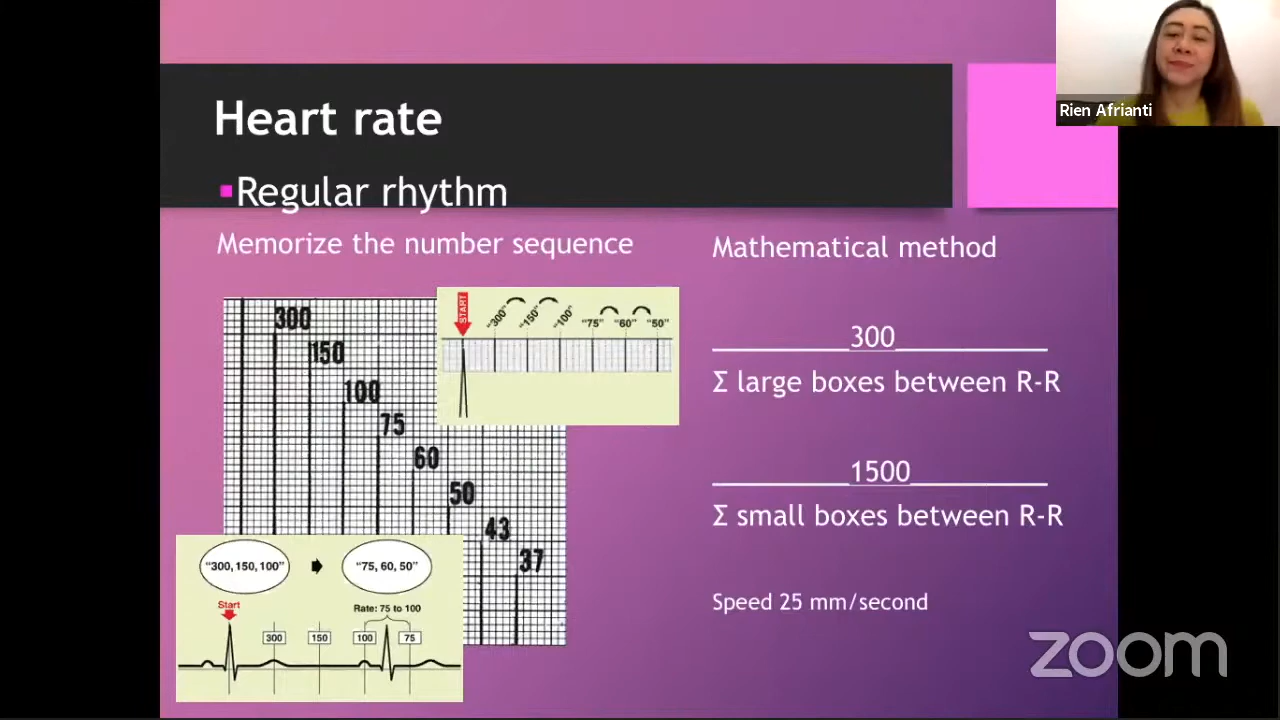 Rien Afrianti
Heart rate
Regular rhythm
Memorize the number sequence
300
150
100
75
60
50
43
37
START
"300"
"150"
"100"
"75"
"60"
"50"
"300, 150, 100"
"75, 60, 50"
Start
Rate: 75 to 100
300
150
100
75
Mathematical method
300
Σ large boxes between R-R
1500
Σ small boxes between R-R
Speed 25 mm/second
zoom